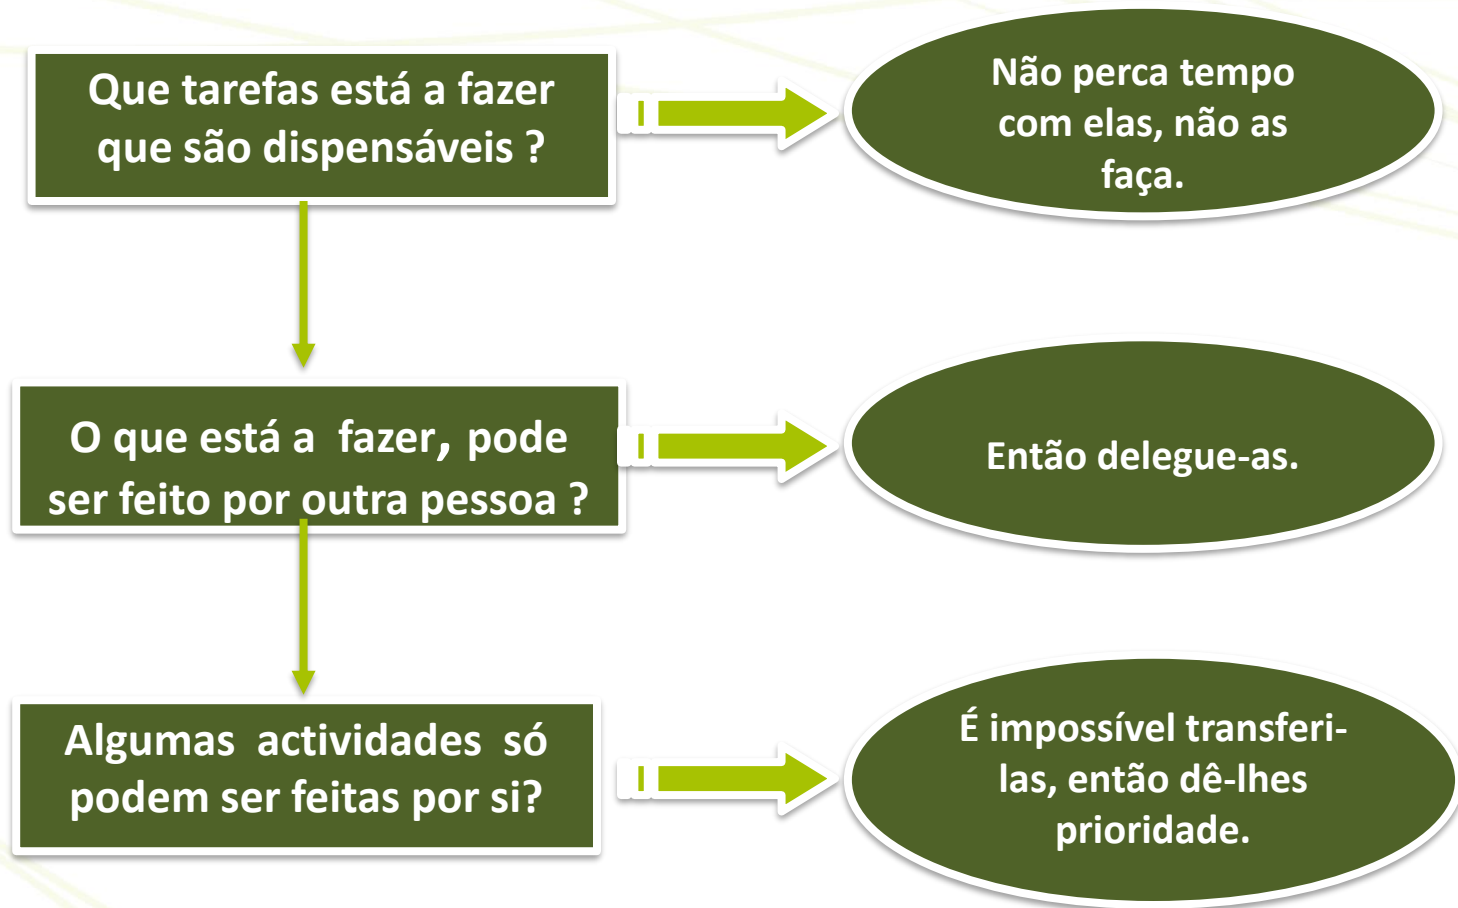 Que tarefas está a fazer
que são dispensáveis ?
Não perca tempo
com elas, não as
faça.
O que está a  fazer, pode
ser feito por outra pessoa ?
Então delegue-as.
Algumas  actividades  só
podem ser feitas por si?
É impossível transferi-
las, então dê-lhes
prioridade.